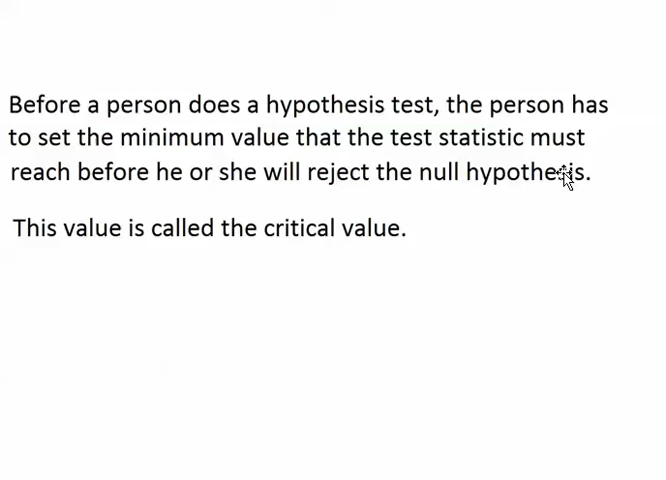 Before a person does a hypothesis test, the person has
to set the minimum value that the test statistic must
reach before he or she will reject the null hypothesis.
This value is called the critical value.